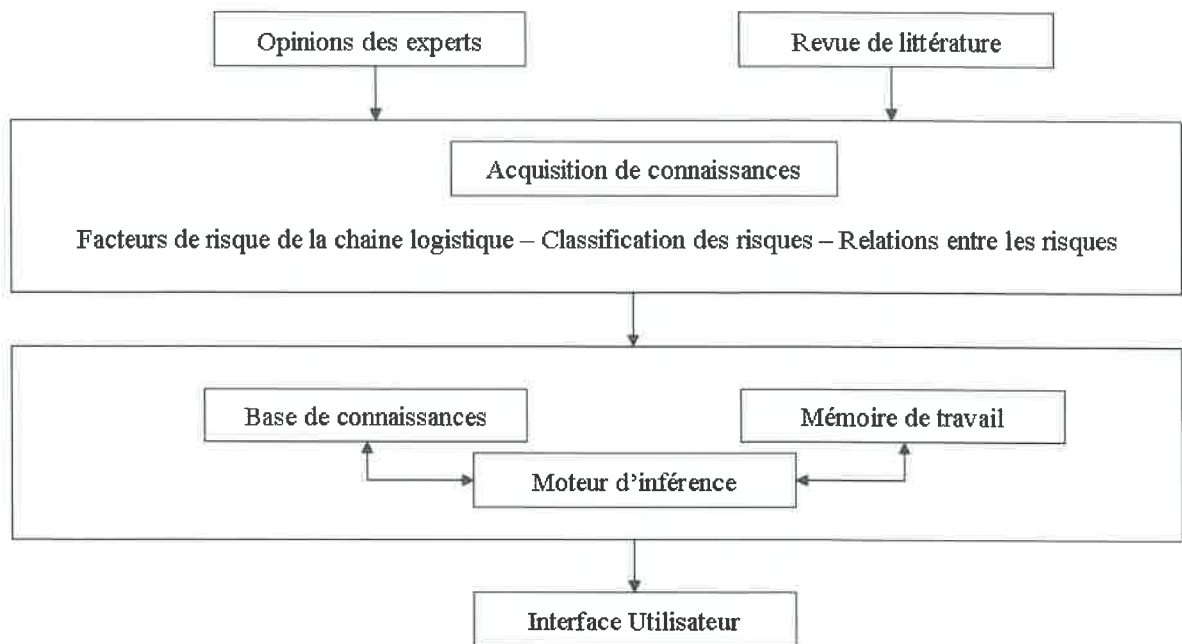 Opinions des experts
Revue de littérature
Acquisition de connaissances
Facteurs de risque de la chaine logistique – Classification des risques – Relations entre les risques
Base de connaissances
Mémoire de travail
Moteur d’inférence
Interface Utilisateur